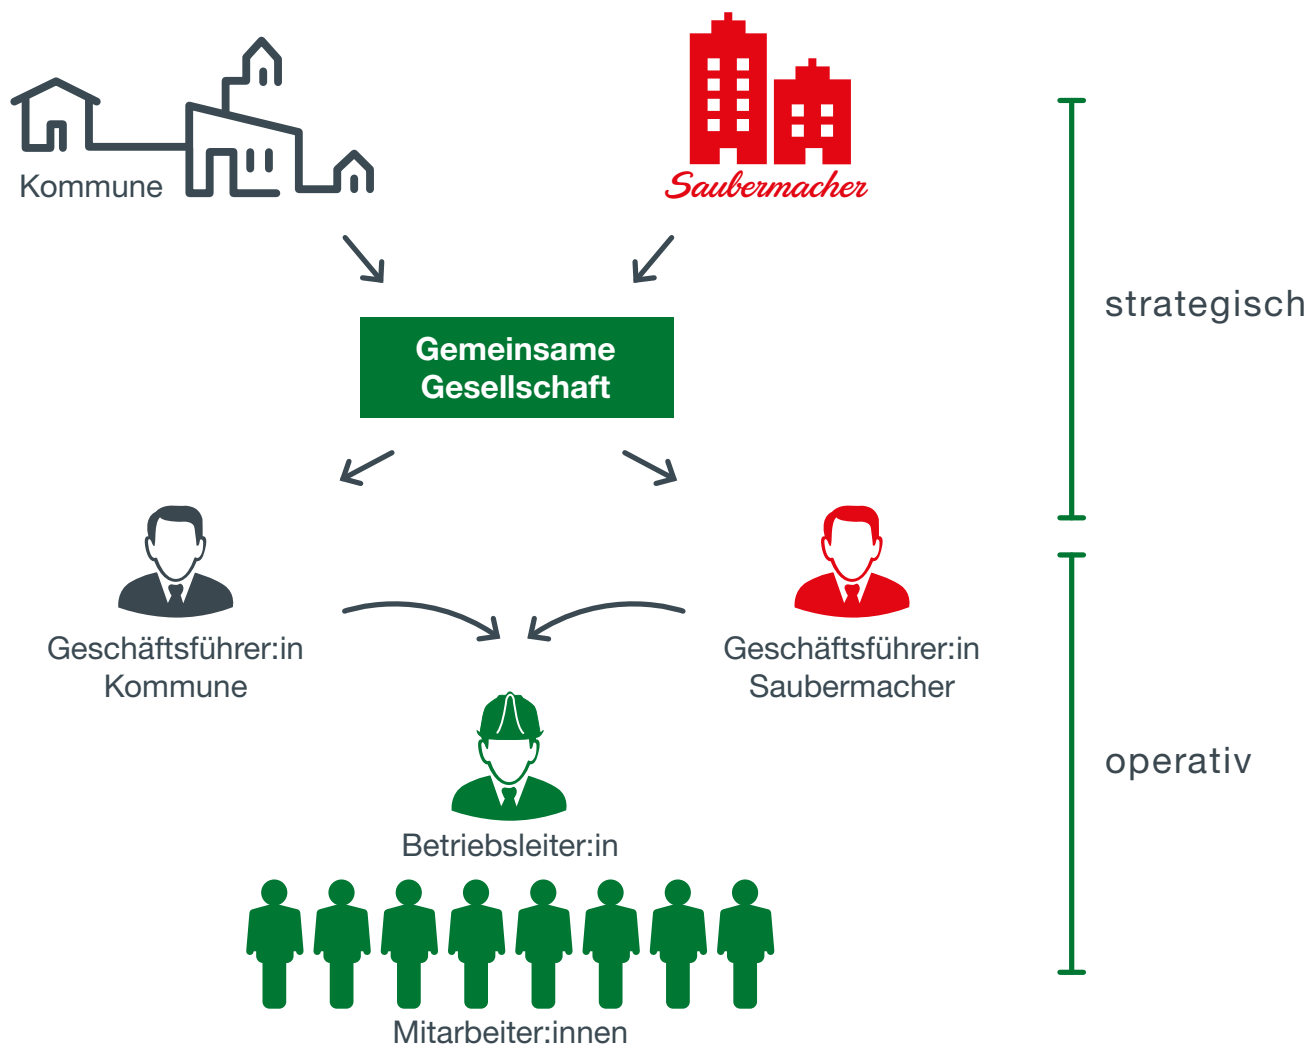 Kommune
Saubermacher
strategisch
Gemeinsame
Gesellschaft
Geschäftsführer:in
Kommune
Geschäftsführer:in
Saubermacher
operativ
Betriebsleiter:in
Mitarbeiter:innen